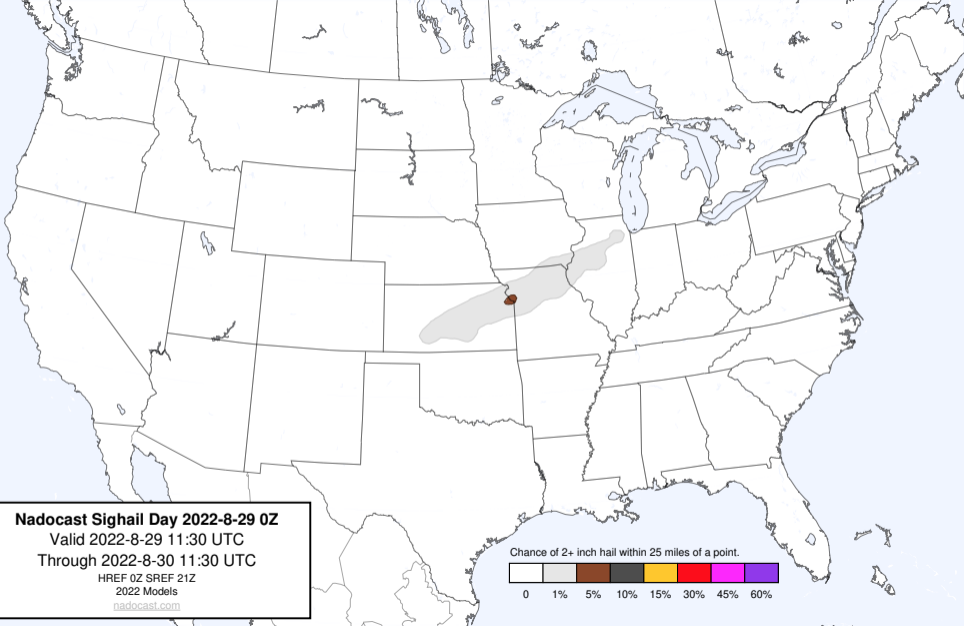 Nadocast Sighail Day 2022-8-29 0Z
Valid 2022-8-29 11:30 UTC
Through 2022-8-30 11:30 UTC
HREF 0Z SREF 21Z
2022 Models
nadocast.com
Chance of 2+ inch hail within 25 miles of a point.
0 1% 5% 10% 15% 30% 45% 60%